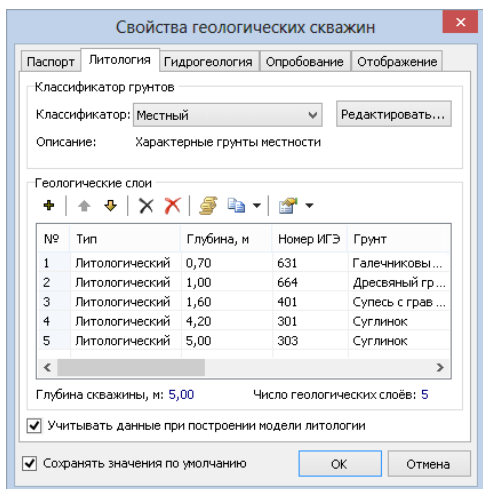 Свойства геологических скважин
Паспорт Литология Гидрогеология Опробование Отображение
Классификатор грунтов
Классификатор: Местный Редактировать...
Описание: Характерные грунты местности
Геологические слои
№ Тип Глубина, м Номер ИГЭ Грунт
1 Литологический 0,70 631 Галечниковы...
2 Литологический 1,00 664 Дресвяный гр...
3 Литологический 1,60 401 Супесь с грав ...
4 Литологический 4,20 301 Суглинок
5 Литологический 5,00 303 Суглинок
Глубина скважины, м: 5,00 Число геологических слоёв: 5
Учитывать данные при построении модели литологии
Сохранять значения по умолчанию ОК Отмена